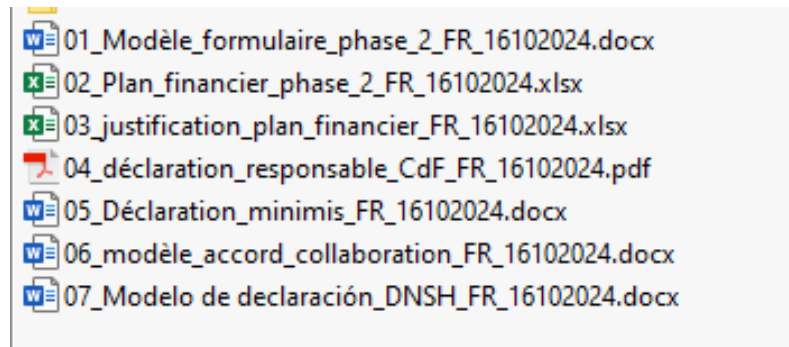 01_Modèle_formulaire_phase_2_FR_16102024.docx
02_Plan_financier_phase_2_FR_16102024.xlsx
03_justification_plan_financier_FR_16102024.xlsx
04_déclaration_responsable_CdF_FR_16102024.pdf
05_Déclaration_minimis_FR_16102024.docx
06_modèle_accord_collaboration_FR_16102024.docx
07_Modelo de declaración_DNSH_FR_16102024.docx